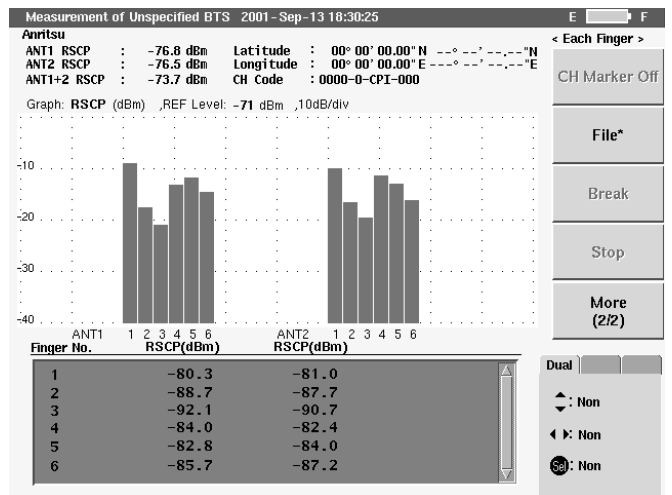 Measurement of Unspecified BTS 2001-Sep-13 18:30:25 E F
Anritsu
ANT1 RSCP : -76.8 dBm Latitude : 00° 00' 00.00"N ---° --' --.--"N
ANT2 RSCP : -76.5 dBm Longitude : 00° 00' 00.00"E ---° --' --.--"E
ANT1+2 RSCP : -73.7 dBm CH Code : 0000-0-CPI-000
Graph: RSCP (dBm) ,REF Level: -71 dBm ,10dB/div
-10
-20
-30
-40
ANT1 1 2 3 4 5 6 ANT2 1 2 3 4 5 6
Finger No. RSCP(dBm) RSCP(dBm)
1 -80.3 -81.0
2 -88.7 -87.7
3 -92.1 -90.7
4 -84.0 -82.4
5 -82.8 -84.0
6 -85.7 -87.2
< Each Finger >
CH Marker Off
File*
Break
Stop
More
(2/2)
Dual
: Non
: Non
Sel: Non